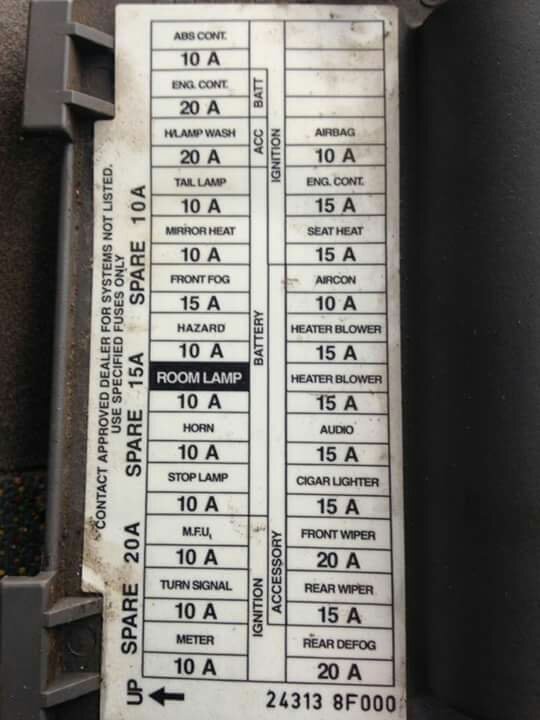 ABS CONT.
10 A
ENG. CONT.
20 A
H/LAMP WASH
20 A
TAIL LAMP
10 A
MIRROR HEAT
10 A
FRONT FOG
15 A
HAZARD
10 A
ROOM LAMP
10 A
HORN
10 A
STOP LAMP
10 A
M.F.U.
10 A
TURN SIGNAL
10 A
METER
10 A
BATT
ACC
IGNITION
BATTERY
IGNITION
ACCESSORY
AIRBAG
10 A
ENG. CONT.
15 A
SEAT HEAT
15 A
AIRCON
10 A
HEATER BLOWER
15 A
HEATER BLOWER
15 A
AUDIO
15 A
CIGAR LIGHTER
15 A
FRONT WIPER
20 A
REAR WIPER
15 A
REAR DEFOG
20 A
CONTACT APPROVED DEALER FOR SYSTEMS NOT LISTED.
USE SPECIFIED FUSES ONLY
SPARE 20A SPARE 15A SPARE 10A
UP
24313 8F000